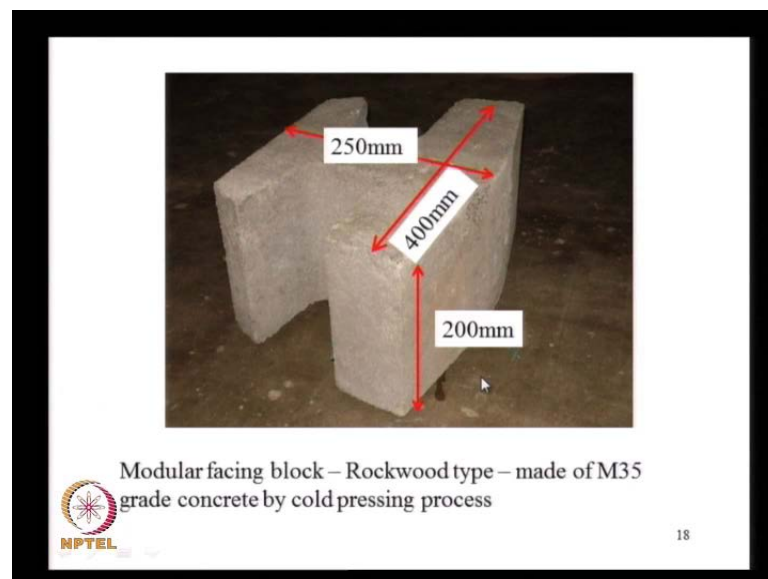 250mm
400mm
200mm
Modular facing block – Rockwood type – made of M35
grade concrete by cold pressing process
NPTEL
18